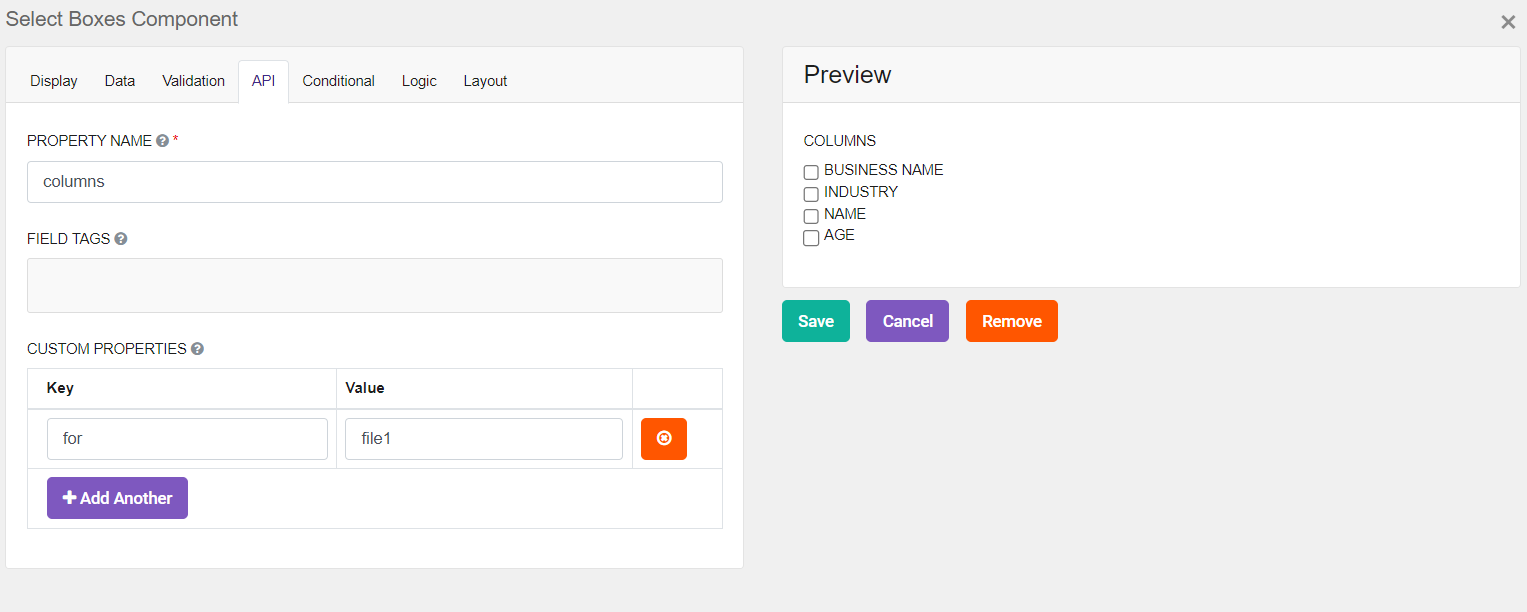 Select Boxes Component
Display Data Validation API Conditional Logic Layout
PROPERTY NAME *
columns
FIELD TAGS
CUSTOM PROPERTIES
Key Value
for file1
Add Another
Preview
COLUMNS
BUSINESS NAME
INDUSTRY
NAME
AGE
Save Cancel Remove